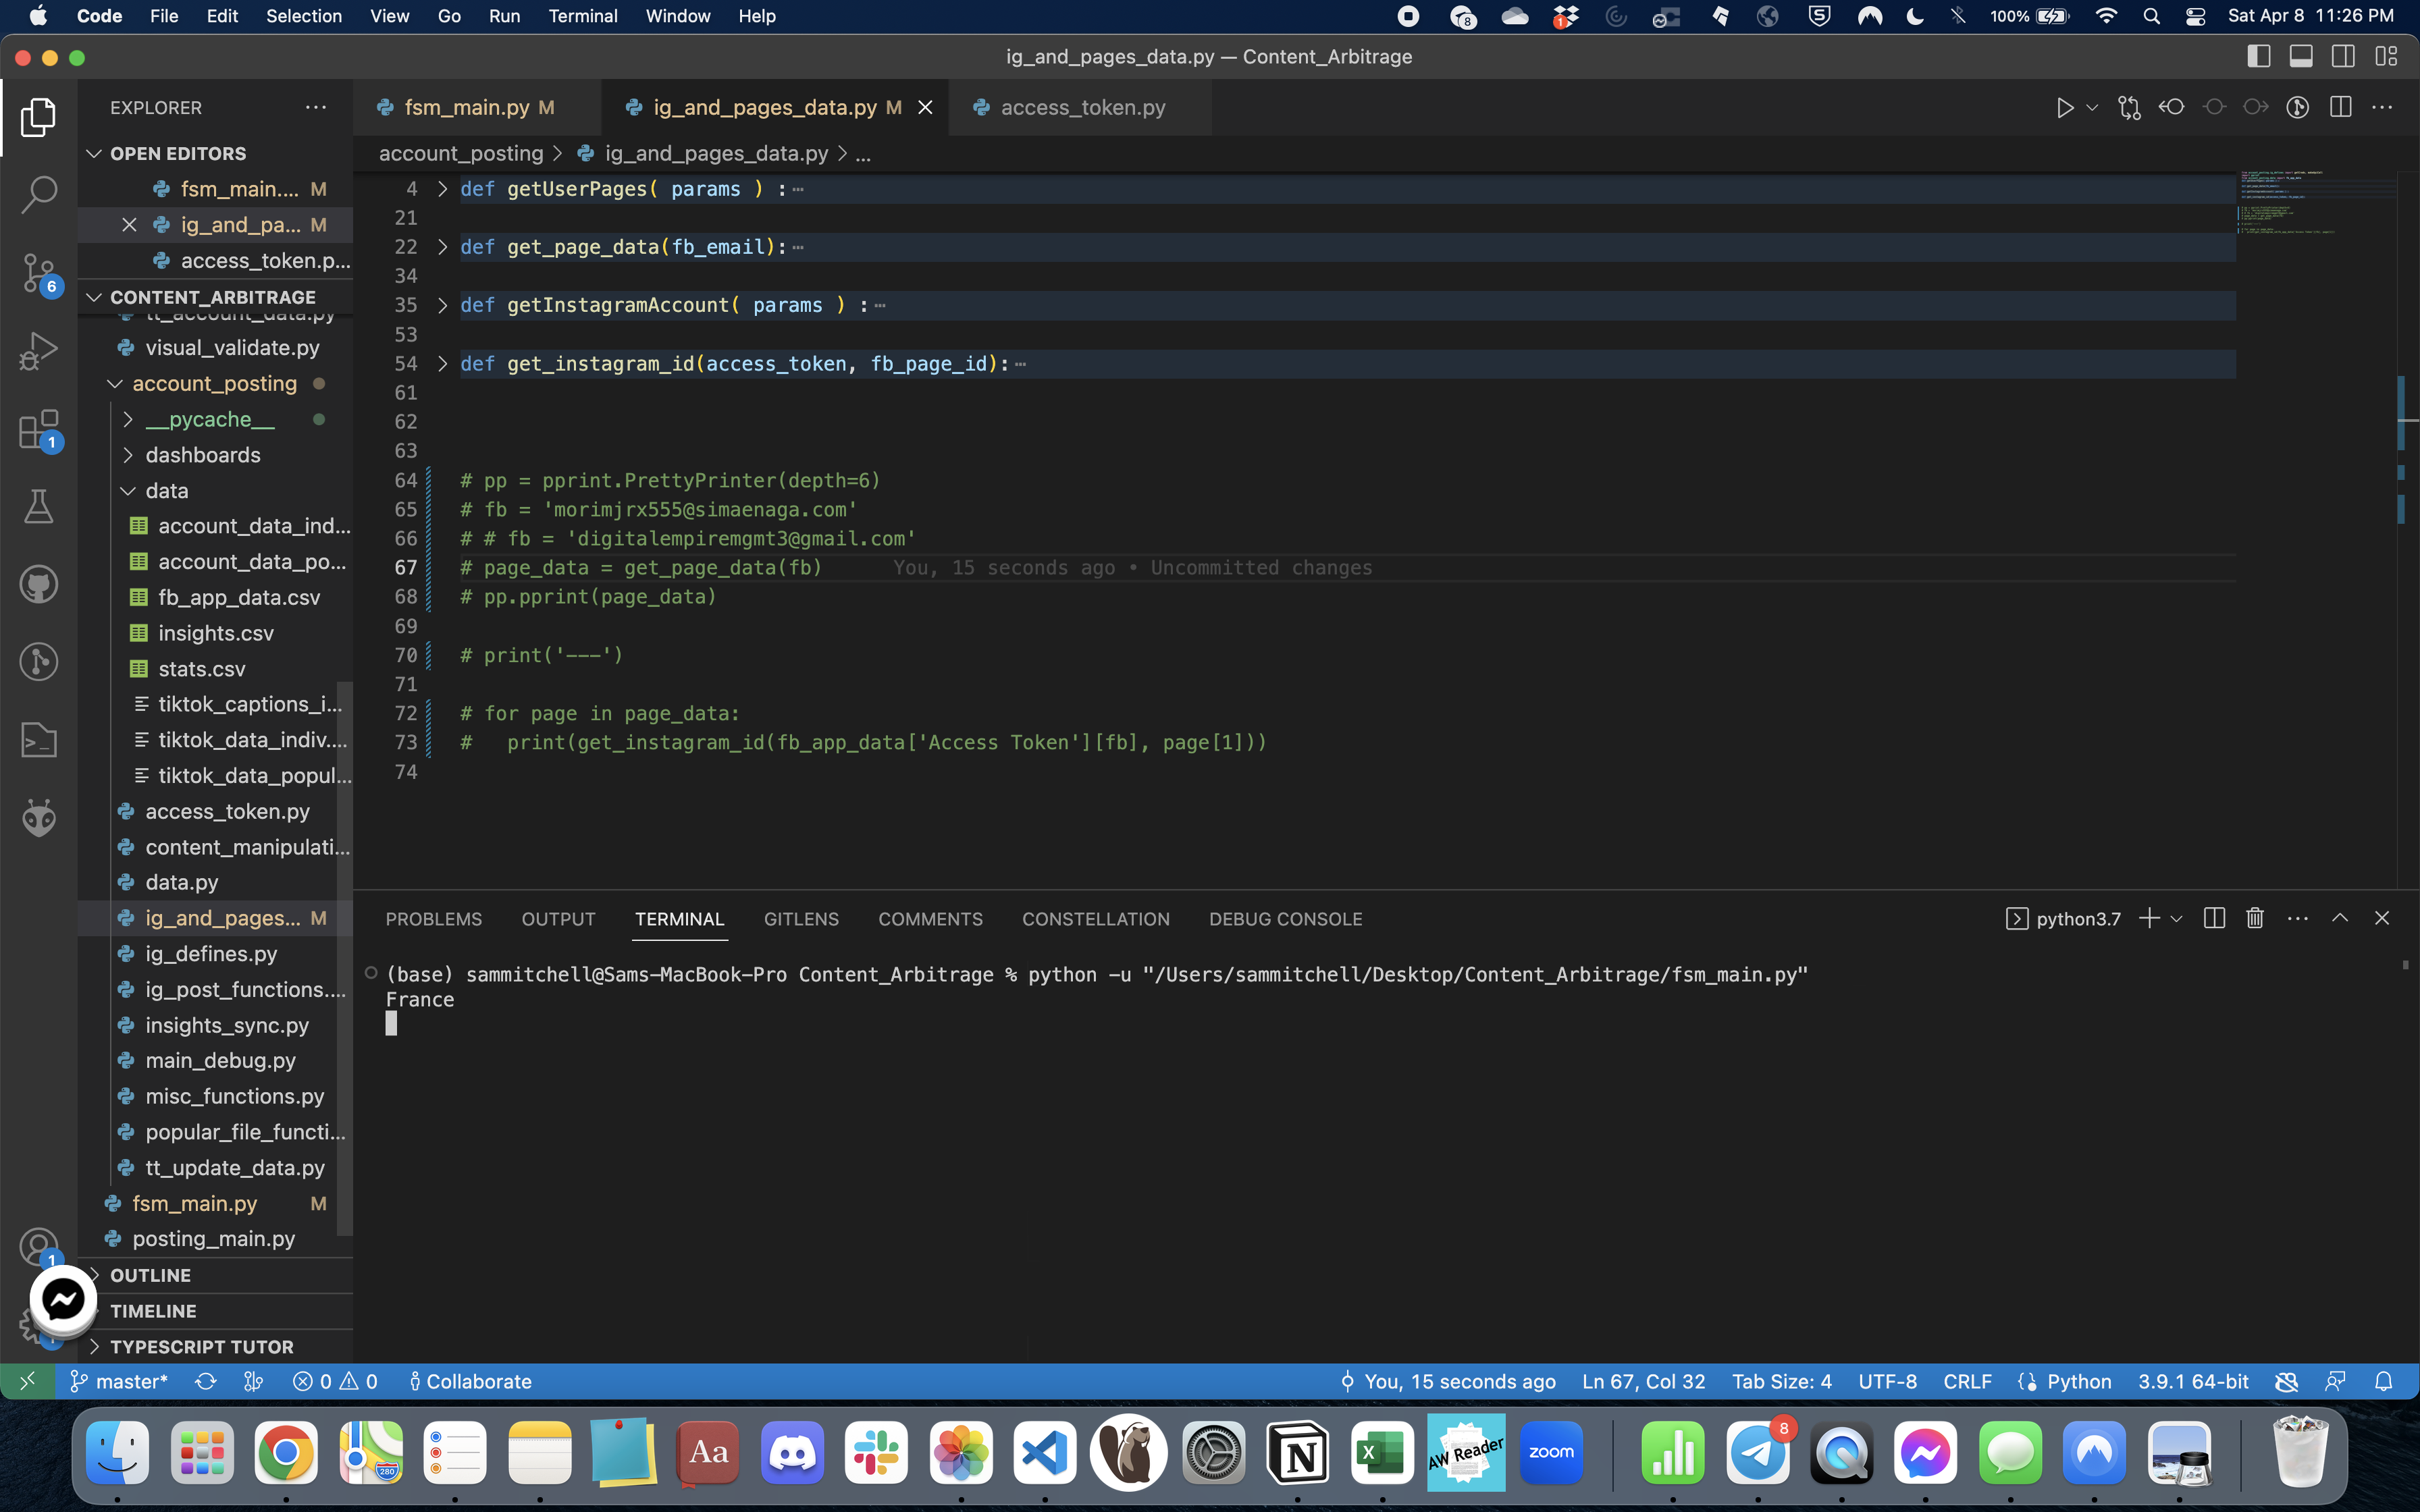 Code File Edit Selection View Go Run Terminal Window Help
8
1
100%
Sat Apr 8 11:26 PM
ig_and_pages_data.py — Content_Arbitrage
EXPLORER
fsm_main.py M
ig_and_pages_data.py M
access_token.py
OPEN EDITORS
fsm_main.... M
ig_and_pa... M
access_token.p...
CONTENT_ARBITRAGE
tt_account_data.py
visual_validate.py
account_posting
__pycache__
dashboards
data
account_data_ind...
account_data_po...
fb_app_data.csv
insights.csv
stats.csv
tiktok_captions_i...
tiktok_data_indiv....
tiktok_data_popul...
access_token.py
content_manipulati...
data.py
ig_and_pages... M
ig_defines.py
ig_post_functions....
insights_sync.py
main_debug.py
misc_functions.py
popular_file_functi...
tt_update_data.py
fsm_main.py M
posting_main.py
OUTLINE
TIMELINE
TYPESCRIPT TUTOR
6
1
1
account_posting > ig_and_pages_data.py > ...
4 def getUserPages( params ) :
21
22 def get_page_data(fb_email):
34
35 def getInstagramAccount( params ) :
53
54 def get_instagram_id(access_token, fb_page_id):
61
62
63
64 # pp = pprint.PrettyPrinter(depth=6)
65 # fb = 'morimjrx555@simaenaga.com'
66 # # fb = 'digitalempiremgmt3@gmail.com'
67 # page_data = get_page_data(fb) You, 15 seconds ago • Uncommitted changes
68 # pp.pprint(page_data)
69
70 # print('---')
71
72 # for page in page_data:
73 #   print(get_instagram_id(fb_app_data['Access Token'][fb], page[1]))
74
PROBLEMS OUTPUT TERMINAL GITLENS COMMENTS CONSTELLATION DEBUG CONSOLE
python3.7
(base) sammitchell@Sams-MacBook-Pro Content_Arbitrage % python -u "/Users/sammitchell/Desktop/Content_Arbitrage/fsm_main.py"
France
master* 0 0 Collaborate
You, 15 seconds ago Ln 67, Col 32 Tab Size: 4 UTF-8 CRLF Python 3.9.1 64-bit
280
Aa
AW Reader
zoom
8